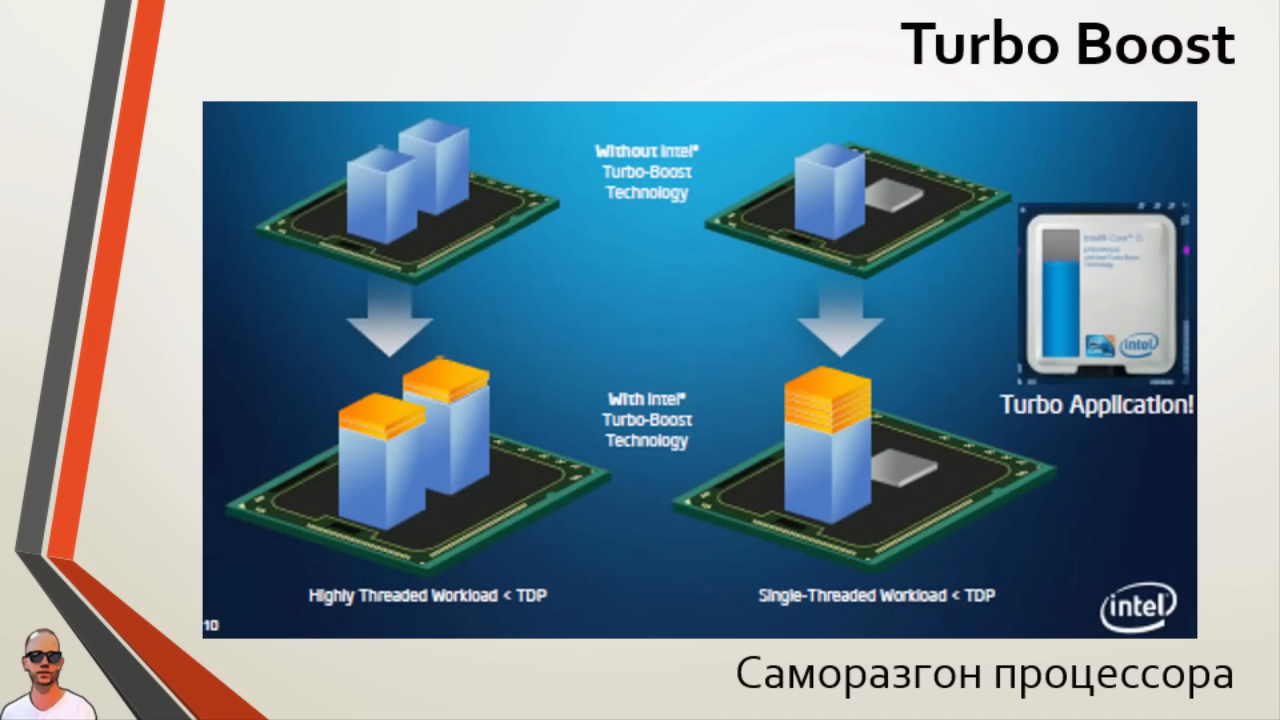 Turbo Boost
Without Intel®
Turbo-Boost
Technology
With Intel®
Turbo-Boost
Technology
intel
Turbo Application!
Highly Threaded Workload < TDP
Single-Threaded Workload < TDP
intel
10
Саморазгон процессора